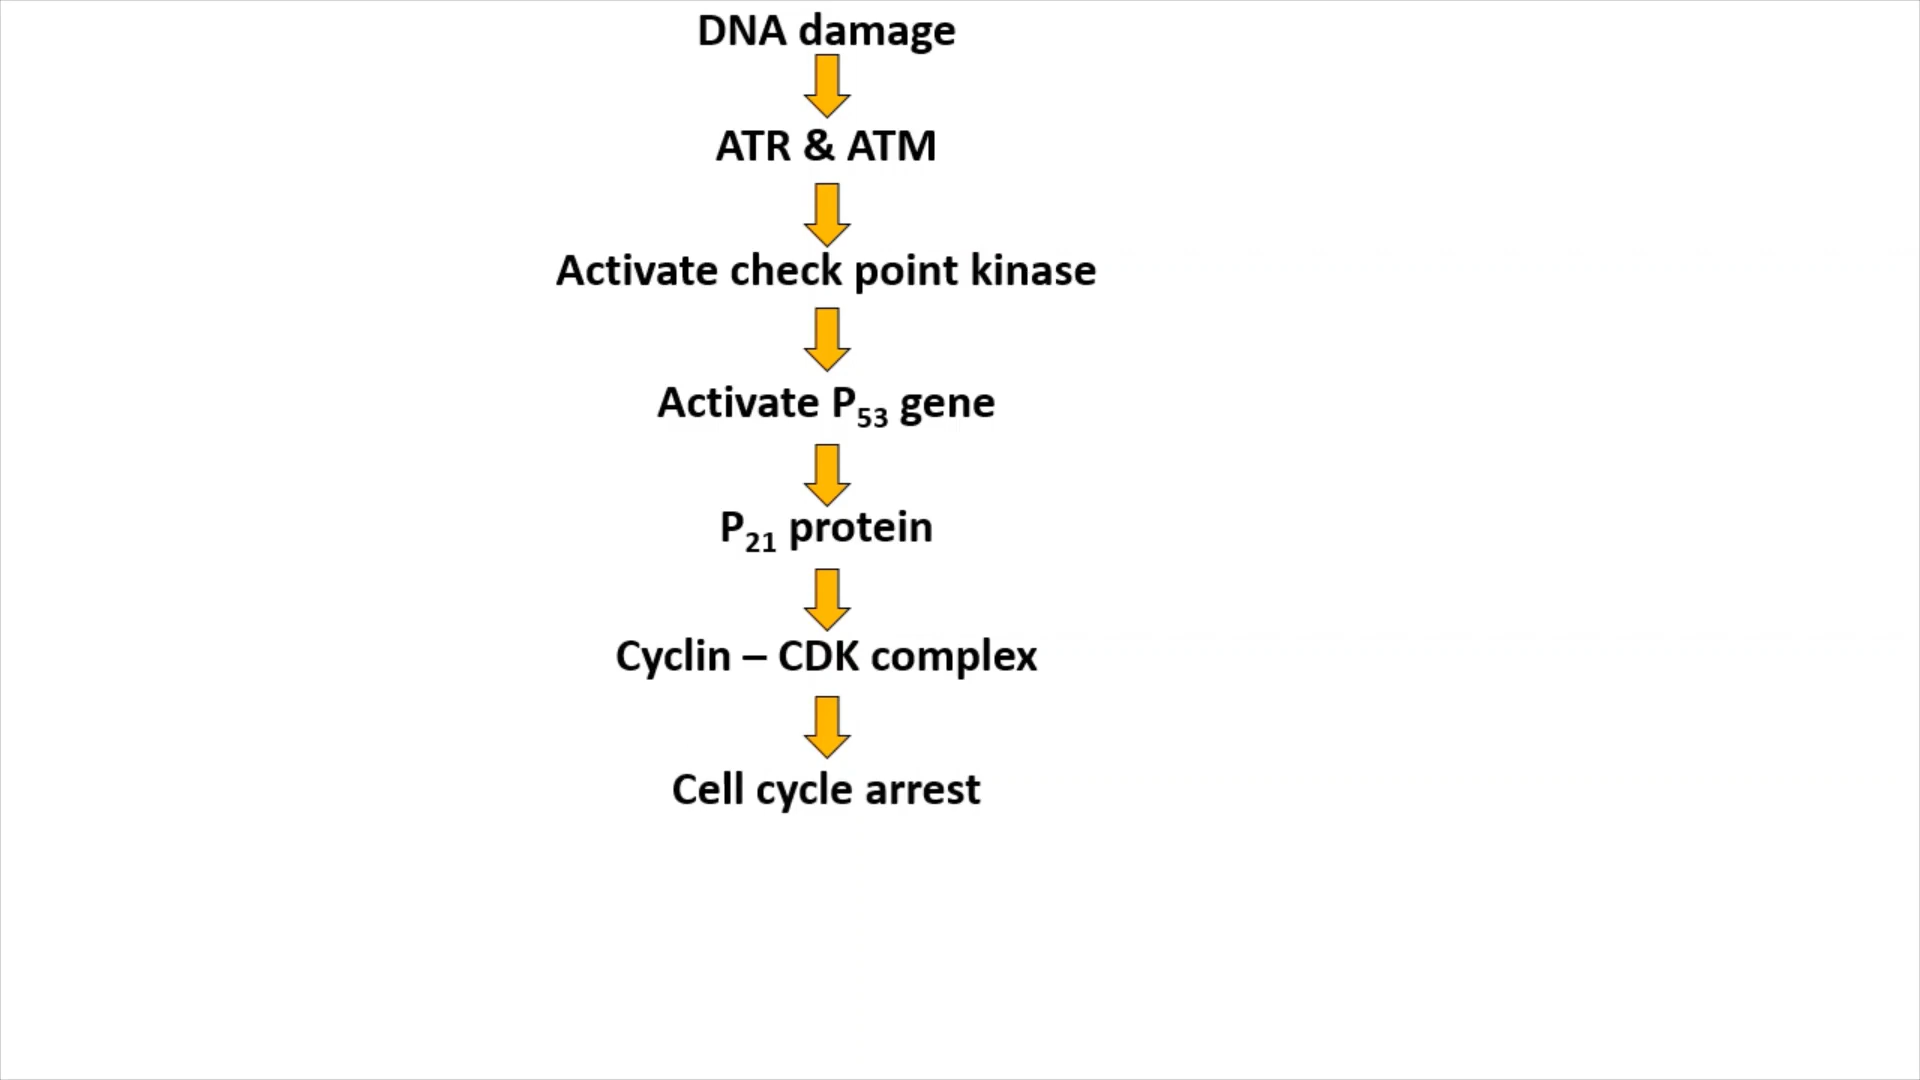 DNA damage
ATR & ATM
Activate check point kinase
Activate P₅₃ gene
P₂₁ protein
Cyclin – CDK complex
Cell cycle arrest